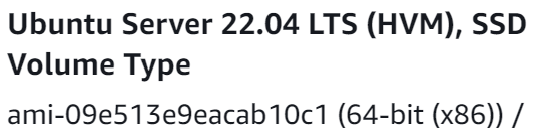 Ubuntu Server 22.04 LTS (HVM), SSD
Volume Type
ami-09e513e9eacab10c1 (64-bit (x86)) /